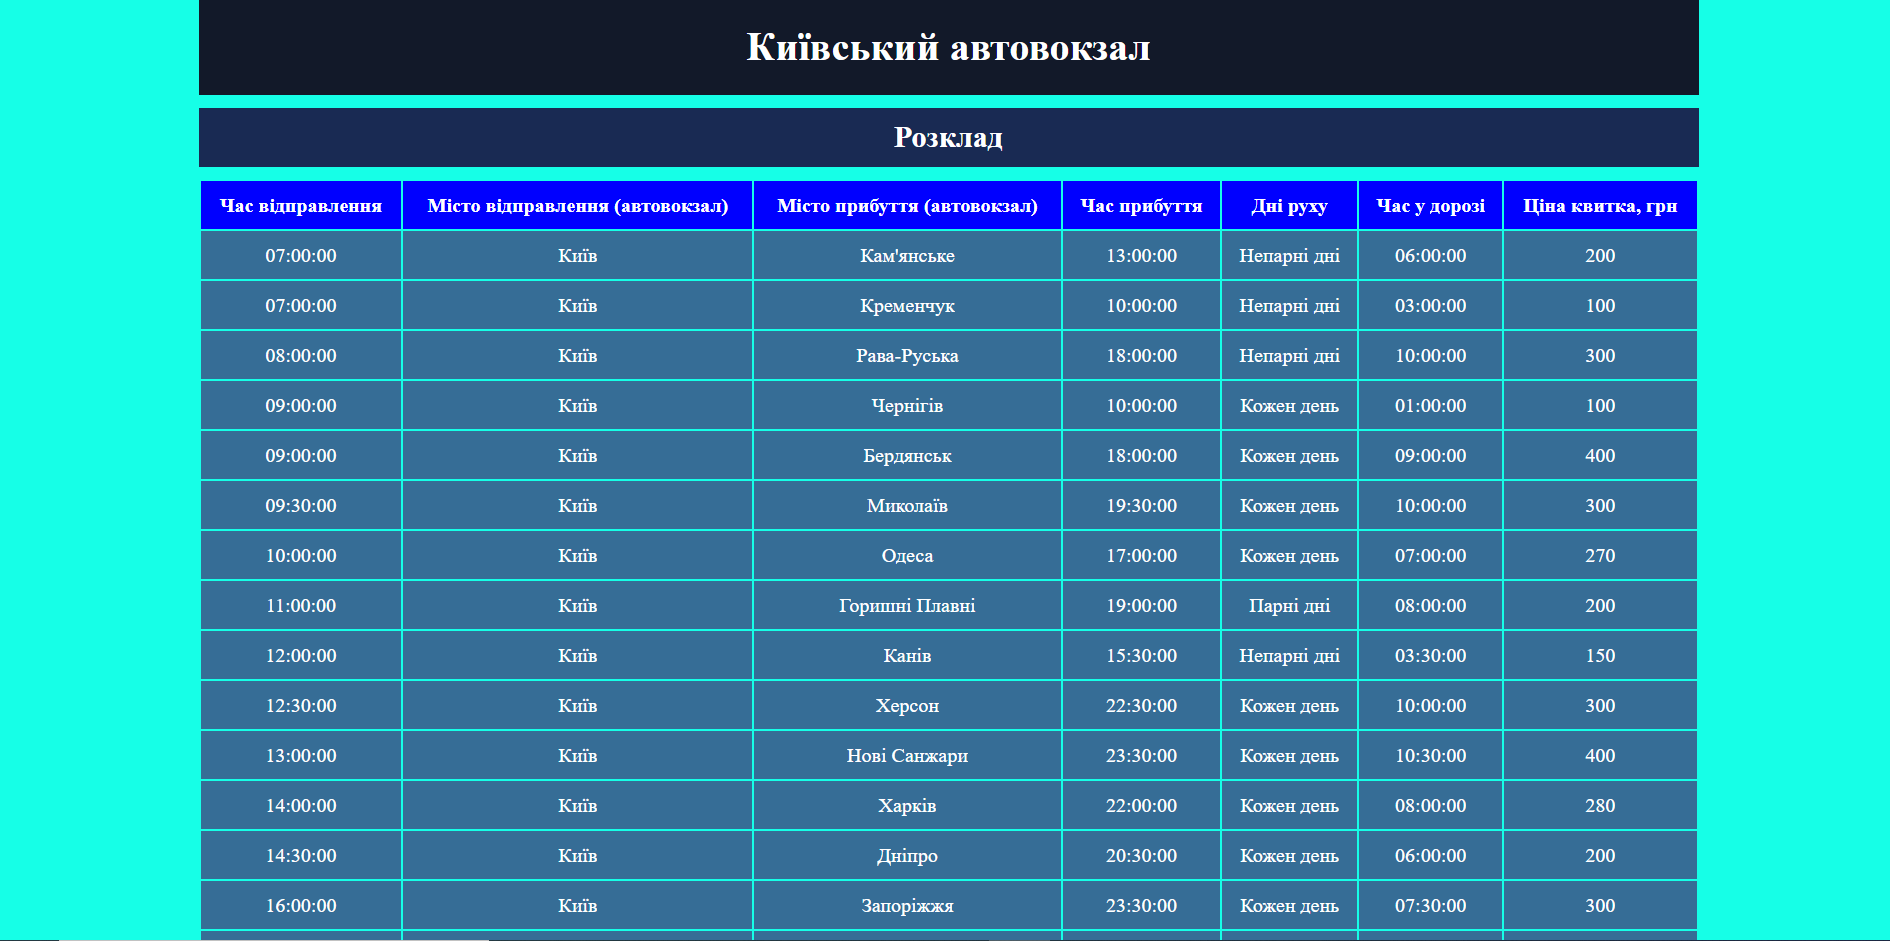 Київський автовокзал
Розклад
Час відправлення Місто відправлення (автовокзал) Місто прибуття (автовокзал) Час прибуття Дні руху Час у дорозі Ціна квитка, грн
07:00:00 Київ Кам'янське 13:00:00 Непарні дні 06:00:00 200
07:00:00 Київ Кременчук 10:00:00 Непарні дні 03:00:00 100
08:00:00 Київ Рава-Руська 18:00:00 Непарні дні 10:00:00 300
09:00:00 Київ Чернігів 10:00:00 Кожен день 01:00:00 100
09:00:00 Київ Бердянськ 18:00:00 Кожен день 09:00:00 400
09:30:00 Київ Миколаїв 19:30:00 Кожен день 10:00:00 300
10:00:00 Київ Одеса 17:00:00 Кожен день 07:00:00 270
11:00:00 Київ Горишні Плавні 19:00:00 Парні дні 08:00:00 200
12:00:00 Київ Канів 15:30:00 Непарні дні 03:30:00 150
12:30:00 Київ Херсон 22:30:00 Кожен день 10:00:00 300
13:00:00 Київ Нові Санжари 23:30:00 Кожен день 10:30:00 400
14:00:00 Київ Харків 22:00:00 Кожен день 08:00:00 280
14:30:00 Київ Дніпро 20:30:00 Кожен день 06:00:00 200
16:00:00 Київ Запоріжжя 23:30:00 Кожен день 07:30:00 300